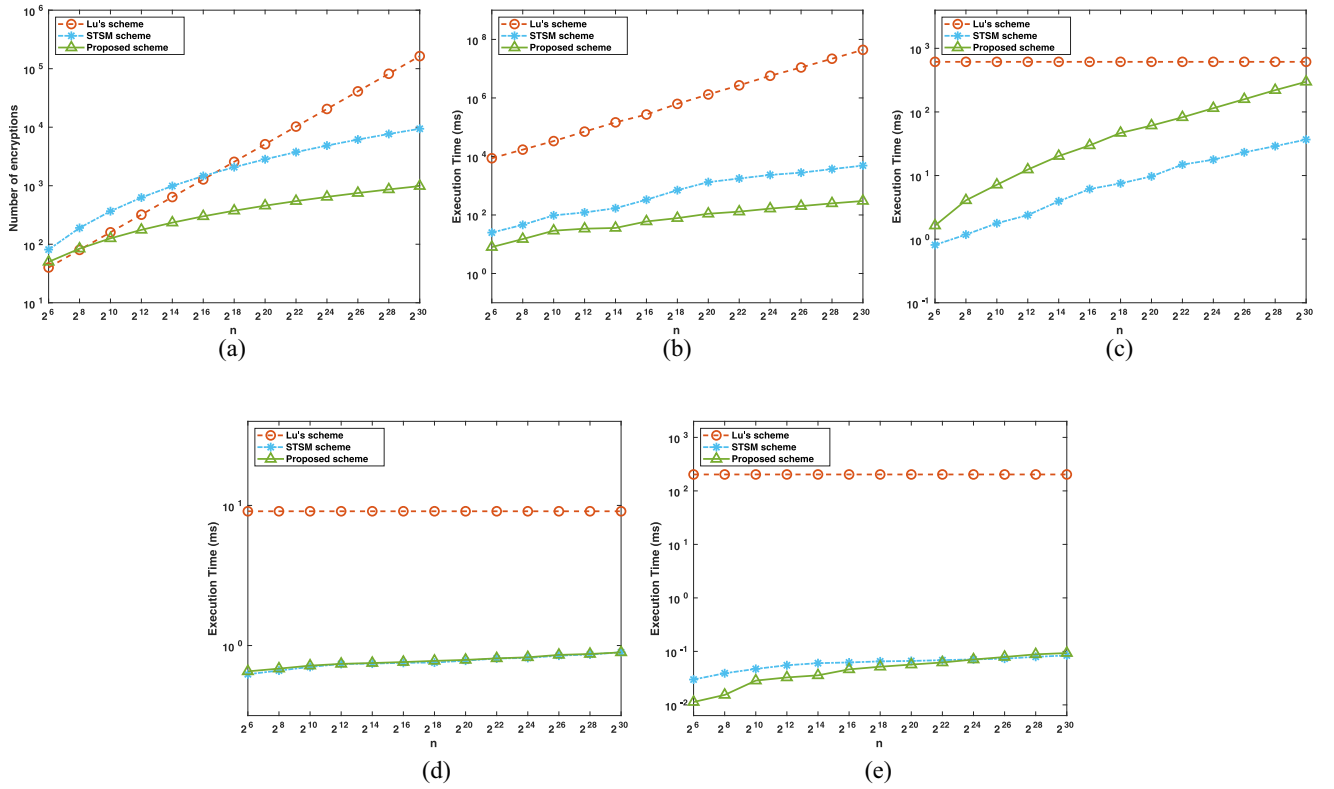 Lu's scheme
STSM scheme
Proposed scheme
Number of encryptions
10^6
10^5
10^4
10^3
10^2
10^1
2^6 2^8 2^10 2^12 2^14 2^16 2^18 2^20 2^22 2^24 2^26 2^28 2^30
n
(a)
Lu's scheme
STSM scheme
Proposed scheme
Execution Time (ms)
10^8
10^6
10^4
10^2
10^0
2^6 2^8 2^10 2^12 2^14 2^16 2^18 2^20 2^22 2^24 2^26 2^28 2^30
n
(b)
Lu's scheme
STSM scheme
Proposed scheme
Execution Time (ms)
10^3
10^2
10^1
10^0
10^-1
2^6 2^8 2^10 2^12 2^14 2^16 2^18 2^20 2^22 2^24 2^26 2^28 2^30
n
(c)
Lu's scheme
STSM scheme
Proposed scheme
Execution Time (ms)
10^1
10^0
2^6 2^8 2^10 2^12 2^14 2^16 2^18 2^20 2^22 2^24 2^26 2^28 2^30
n
(d)
Lu's scheme
STSM scheme
Proposed scheme
Execution Time (ms)
10^3
10^2
10^1
10^0
10^-1
10^-2
2^6 2^8 2^10 2^12 2^14 2^16 2^18 2^20 2^22 2^24 2^26 2^28 2^30
n
(e)